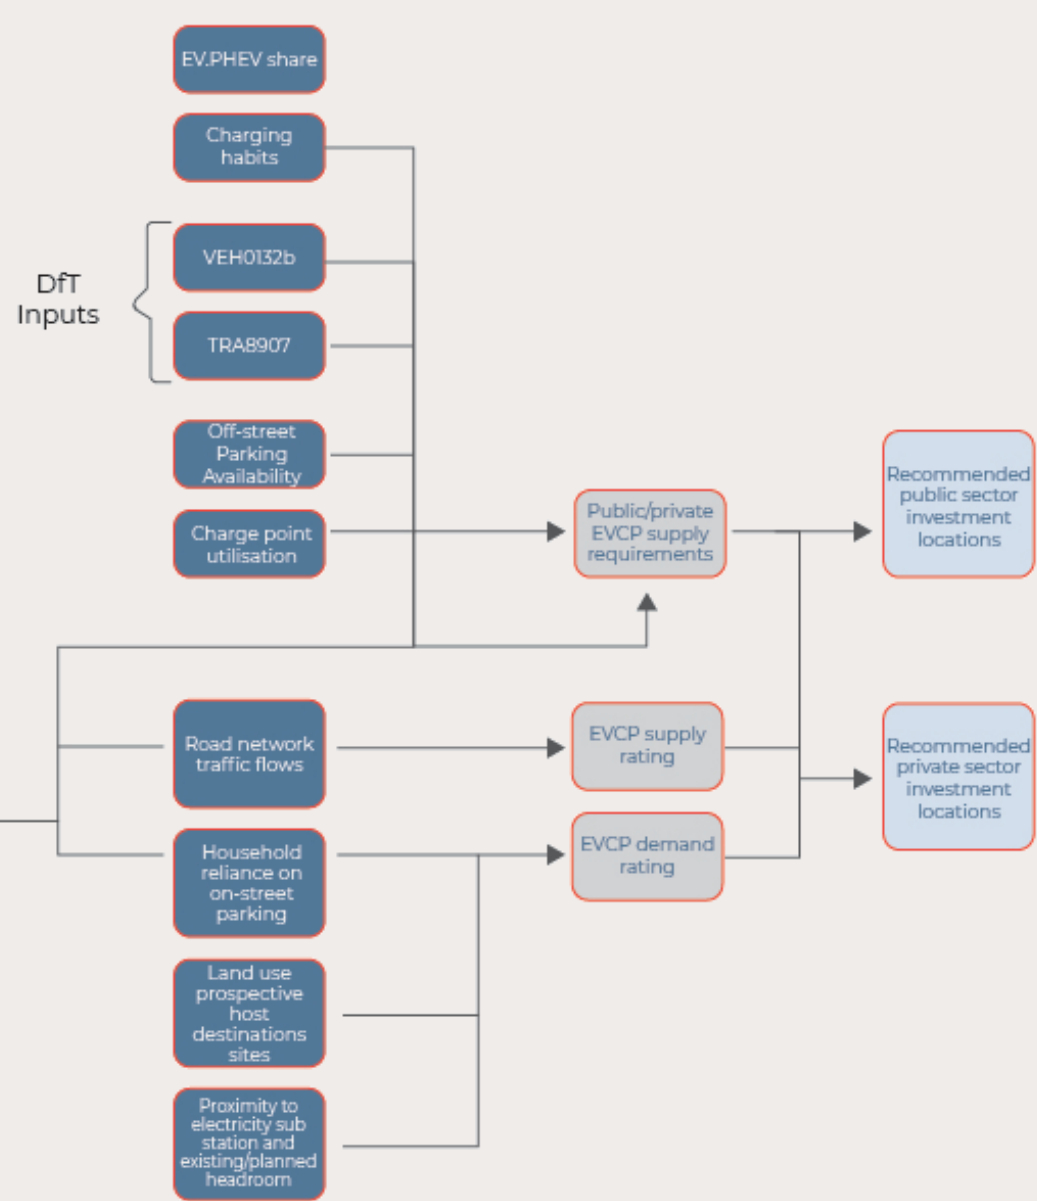 EV.PHEV share
Charging
habits
DfT
Inputs
VEH0132b
TRA8907
Off-street
Parking
Availability
Charge point
utilisation
Public/private
EVCP supply
requirements
Recommended
public sector
investment
locations
Road network
traffic flows
EVCP supply
rating
Recommended
private sector
investment
locations
Household
reliance on
on-street
parking
EVCP demand
rating
Land use
prospective
host
destinations
sites
Proximity to
electricity sub
station and
existing/planned
headroom